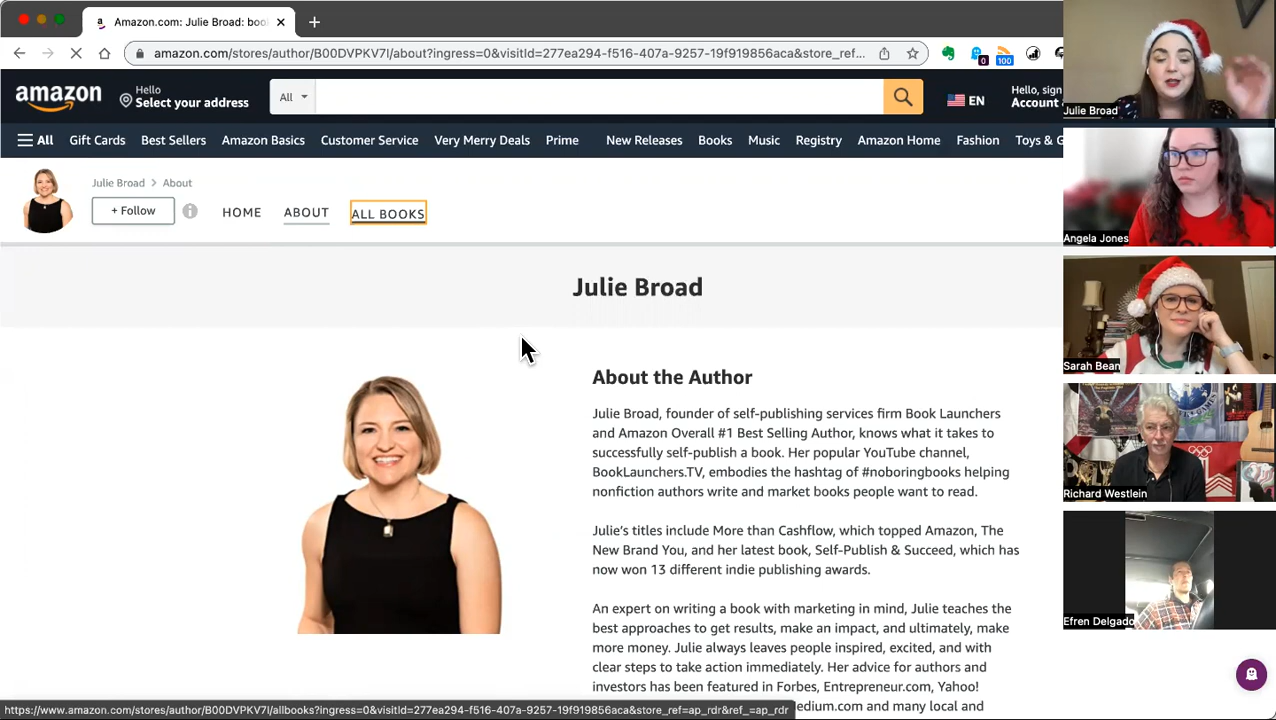 Amazon.com: Julie Broad: boo
amazon.com/stores/author/B00DVPKV7I/about?ingress=0&visitId=277ea294-f516-407a-9257-19f919856aca&store_ref...
0
100
amazon
Hello
Select your address
All
EN
Hello, sign
Account
All
Gift Cards
Best Sellers
Amazon Basics
Customer Service
Very Merry Deals
Prime
New Releases
Books
Music
Registry
Amazon Home
Fashion
Toys & G
Julie Broad > About
+ Follow
HOME
ABOUT
ALL BOOKS
Julie Broad
About the Author
Julie Broad, founder of self-publishing services firm Book Launchers
and Amazon Overall #1 Best Selling Author, knows what it takes to
successfully self-publish a book. Her popular YouTube channel,
BookLaunchers.TV, embodies the hashtag of #noboringbooks helping
nonfiction authors write and market books people want to read.
Julie's titles include More than Cashflow, which topped Amazon, The
New Brand You, and her latest book, Self-Publish & Succeed, which has
now won 13 different indie publishing awards.
An expert on writing a book with marketing in mind, Julie teaches the
best approaches to get results, make an impact, and ultimately, make
more money. Julie always leaves people inspired, excited, and with
clear steps to take action immediately. Her advice for authors and
investors has been featured in Forbes, Entrepreneur.com, Yahoo!
edium.com and many local and
https://www.amazon.com/stores/author/B00DVPKV7I/allbooks?ingress=0&visitId=277ea294-f516-407a-9257-19f919856aca&store_ref=ap_rdr&ref_=ap_rdr
Julie Broad
Angela Jones
Sarah Bean
Richard Westlein
Efren Delgado